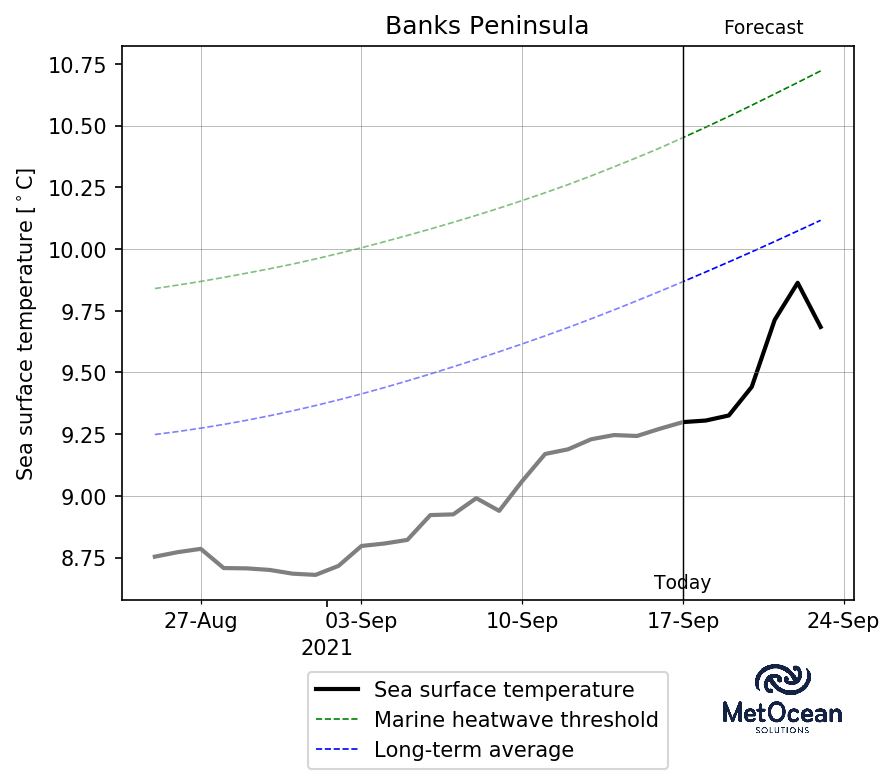 Banks Peninsula
Forecast
Sea surface temperature [°C]
10.75
10.50
10.25
10.00
9.75
9.50
9.25
9.00
8.75
Today
27-Aug 03-Sep 10-Sep 17-Sep 24-Sep
2021
Sea surface temperature
Marine heatwave threshold
Long-term average
MetOcean
SOLUTIONS